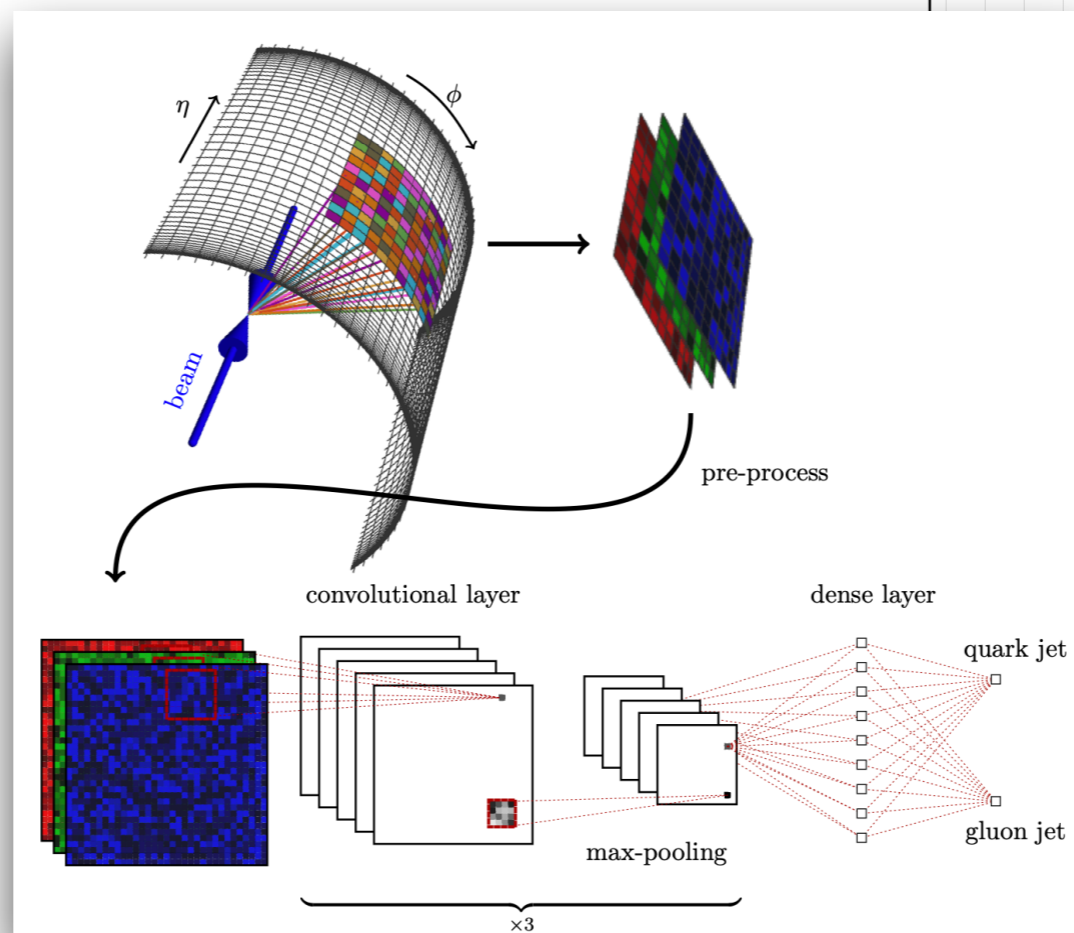 η
ϕ
beam
pre-process
convolutional layer
dense layer
quark jet
gluon jet
max-pooling
×3